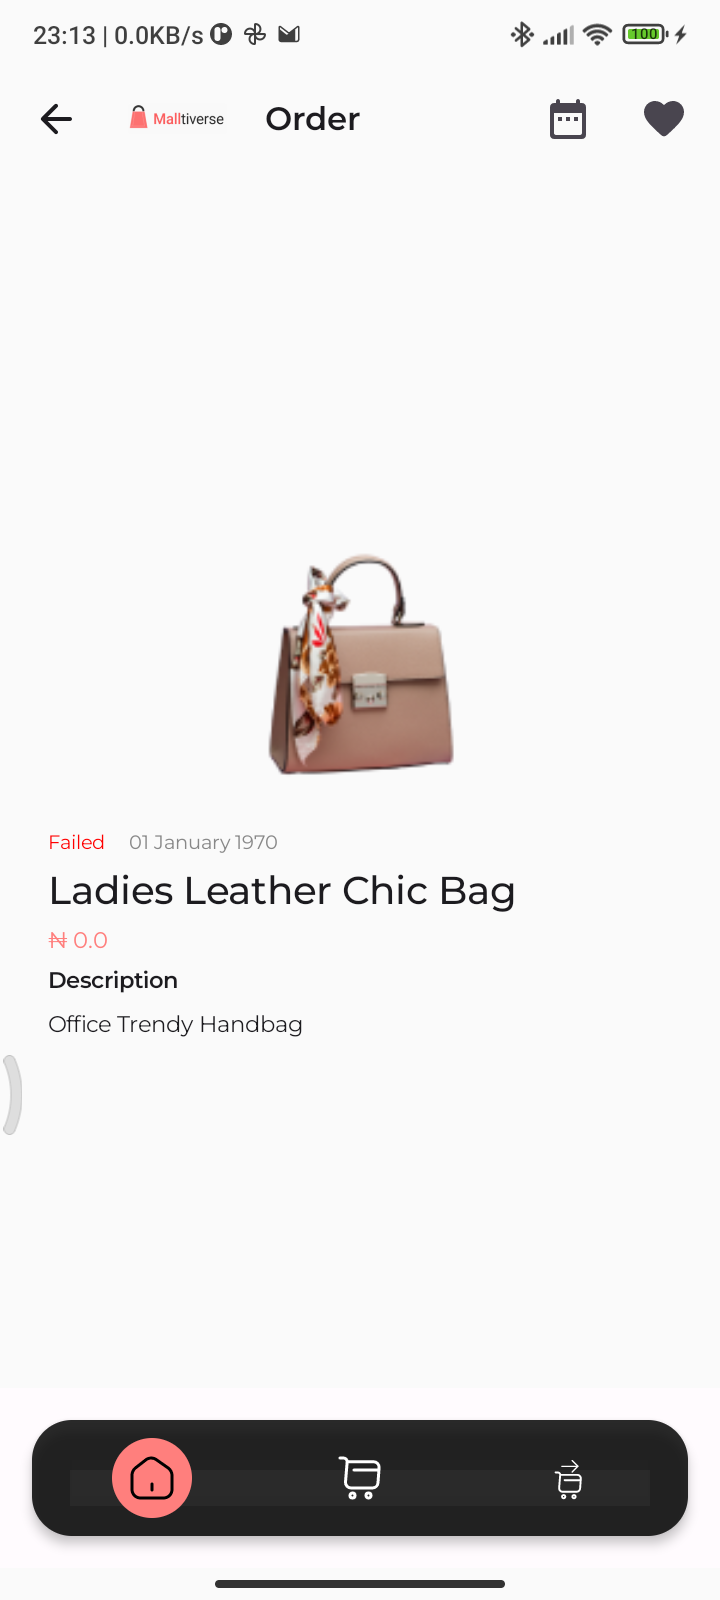 23:13 | 0.0KB/s
100
Malltiverse
Order
Failed 01 January 1970
Ladies Leather Chic Bag
₦ 0.0
Description
Office Trendy Handbag